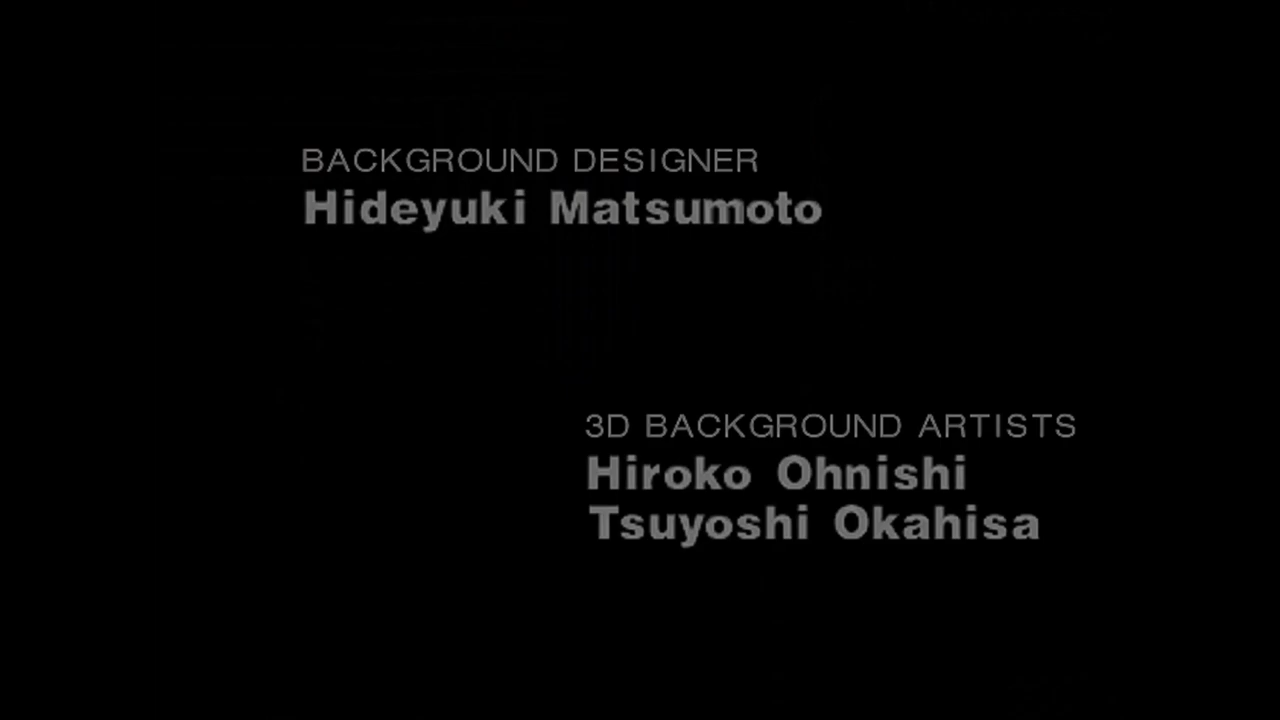 BACKGROUND DESIGNER
Hideyuki Matsumoto
3D BACKGROUND ARTISTS
Hiroko Ohnishi
Tsuyoshi Okahisa